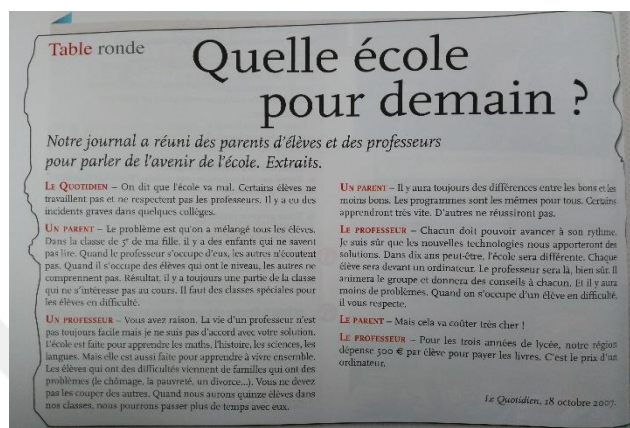 Table ronde
Quelle école
pour demain ?
Notre journal a réuni des parents d'élèves et des professeurs
pour parler de l'avenir de l'école. Extraits.
LE QUOTIDIEN – On dit que l'école va mal. Certains élèves ne
travaillent pas et ne respectent pas les professeurs. Il y a eu des
incidents graves dans quelques collèges.
UN PARENT – Le problème est qu'on a mélangé tous les élèves.
Dans la classe de 5e de ma fille, il y a des enfants qui ne savent
pas lire. Quand le professeur s'occupe d'eux, les autres n'écoutent
pas. Quand il s'occupe des élèves qui ont le niveau, les autres ne
comprennent pas. Résultat, il y a toujours une partie de la classe
qui ne s'intéresse pas au cours. Il faut des classes spéciales pour
les élèves en difficulté.
UN PROFESSEUR – Vous avez raison. La vie d'un professeur n'est
pas toujours facile mais je ne suis pas d'accord avec votre solution.
L'école est faite pour apprendre les maths, l'histoire, les sciences, les
langues. Mais elle est aussi faite pour apprendre à vivre ensemble.
Les élèves qui ont des difficultés viennent de familles qui ont des
problèmes (le chômage, la pauvreté, un divorce...). Vous ne devez
pas les couper des autres. Quand nous aurons quinze élèves dans
nos classes, nous pourrons passer plus de temps avec eux.
UN PARENT – Il y aura toujours des différences entre les bons et les
moins bons. Les programmes sont les mêmes pour tous. Certains
apprendront très vite. D'autres ne réussiront pas.
LE PROFESSEUR – Chacun doit pouvoir avancer à son rythme.
Je suis sûr que les nouvelles technologies nous apporteront des
solutions. Dans dix ans peut-être, l'école sera différente. Chaque
élève sera devant un ordinateur. Le professeur sera là, bien sûr. Il
animera le groupe et donnera des conseils à chacun. Et il y aura
moins de problèmes. Quand on s'occupe d'un élève en difficulté,
il vous respecte.
LE PARENT – Mais cela va coûter très cher !
LE PROFESSEUR – Pour les trois années de lycée, notre région
dépense 500 € par élève pour payer les livres. C'est le prix d'un
ordinateur.
Le Quotidien, 18 octobre 2007.